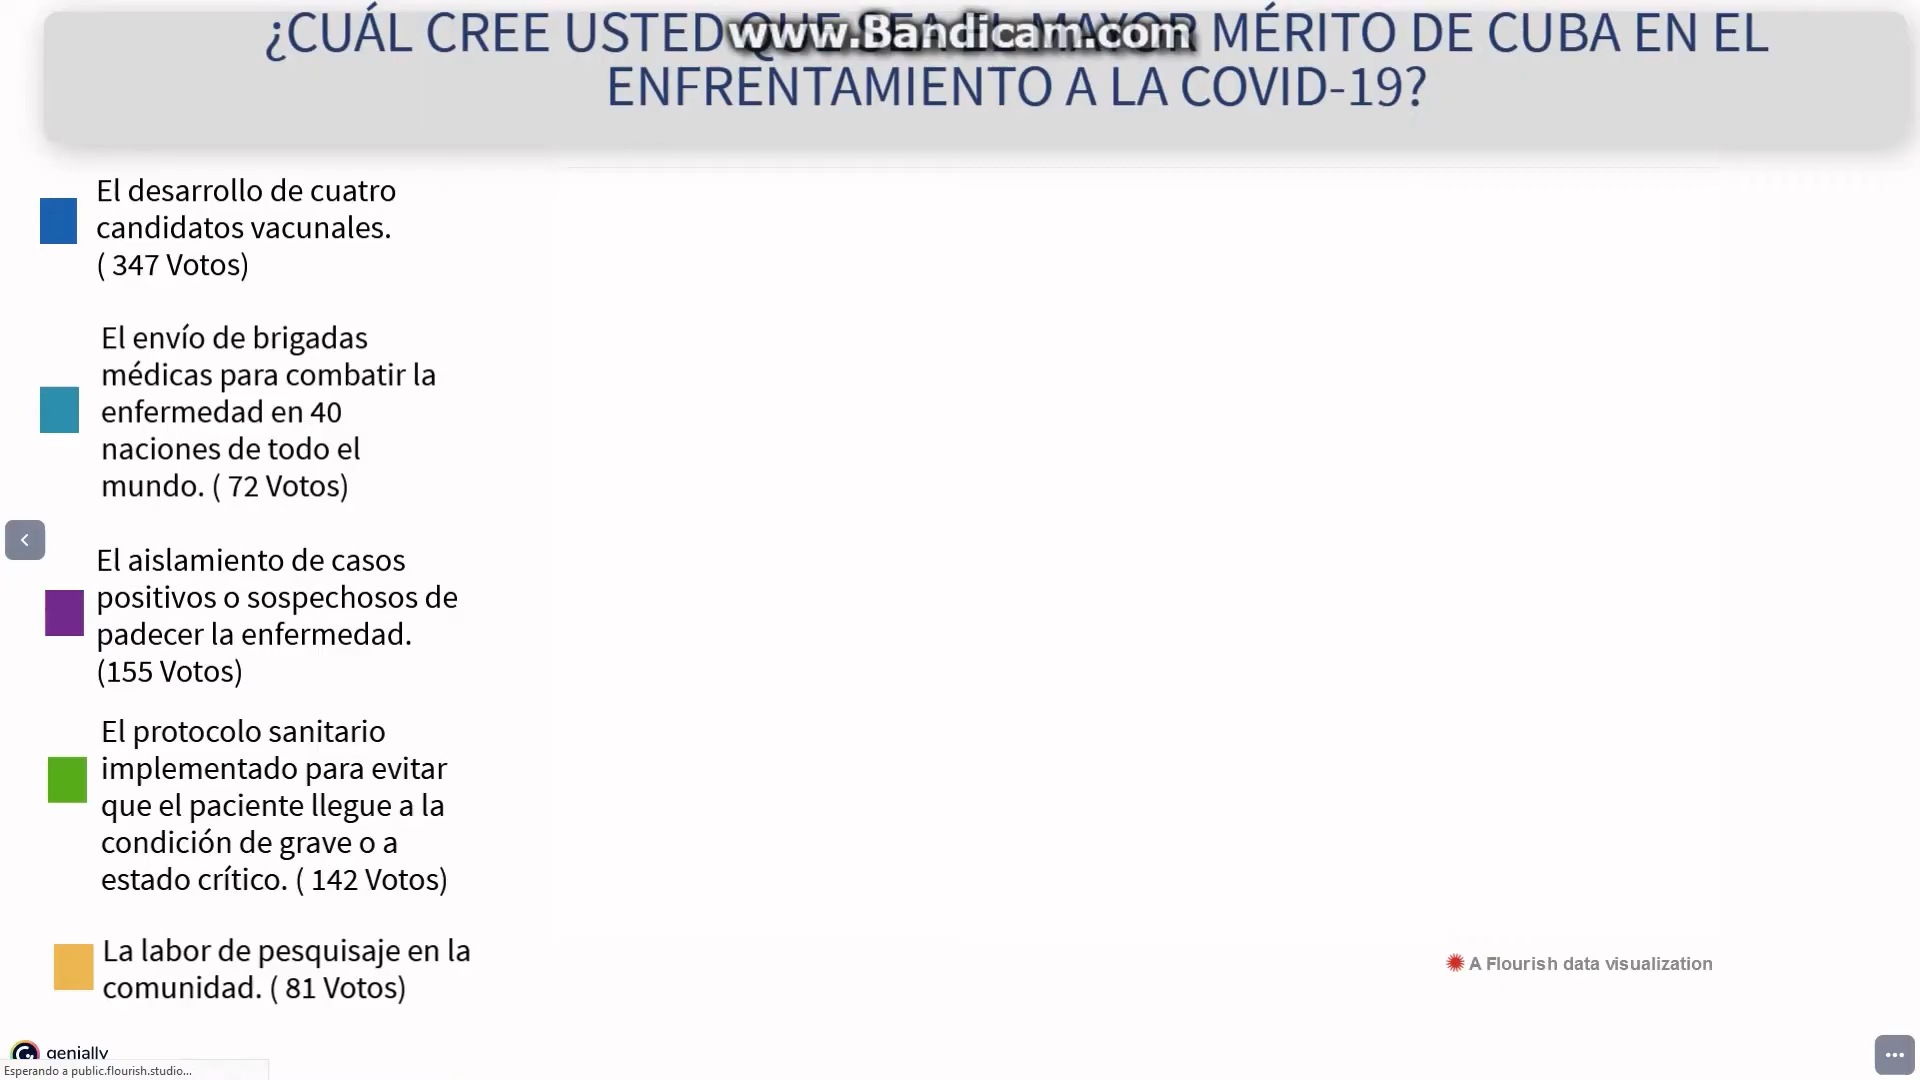 ¿CUÁL CREE USTED QUE SEA EL MAYOR MÉRITO DE CUBA EN EL
www.Bandicam.com
ENFRENTAMIENTO A LA COVID-19?
El desarrollo de cuatro
candidatos vacunales.
( 347 Votos)
El envío de brigadas
médicas para combatir la
enfermedad en 40
naciones de todo el
mundo. ( 72 Votos)
El aislamiento de casos
positivos o sospechosos de
padecer la enfermedad.
(155 Votos)
El protocolo sanitario
implementado para evitar
que el paciente llegue a la
condición de grave o a
estado crítico. ( 142 Votos)
La labor de pesquisaje en la
comunidad. ( 81 Votos)
A Flourish data visualization
genially
Esperando a public.flourish.studio...